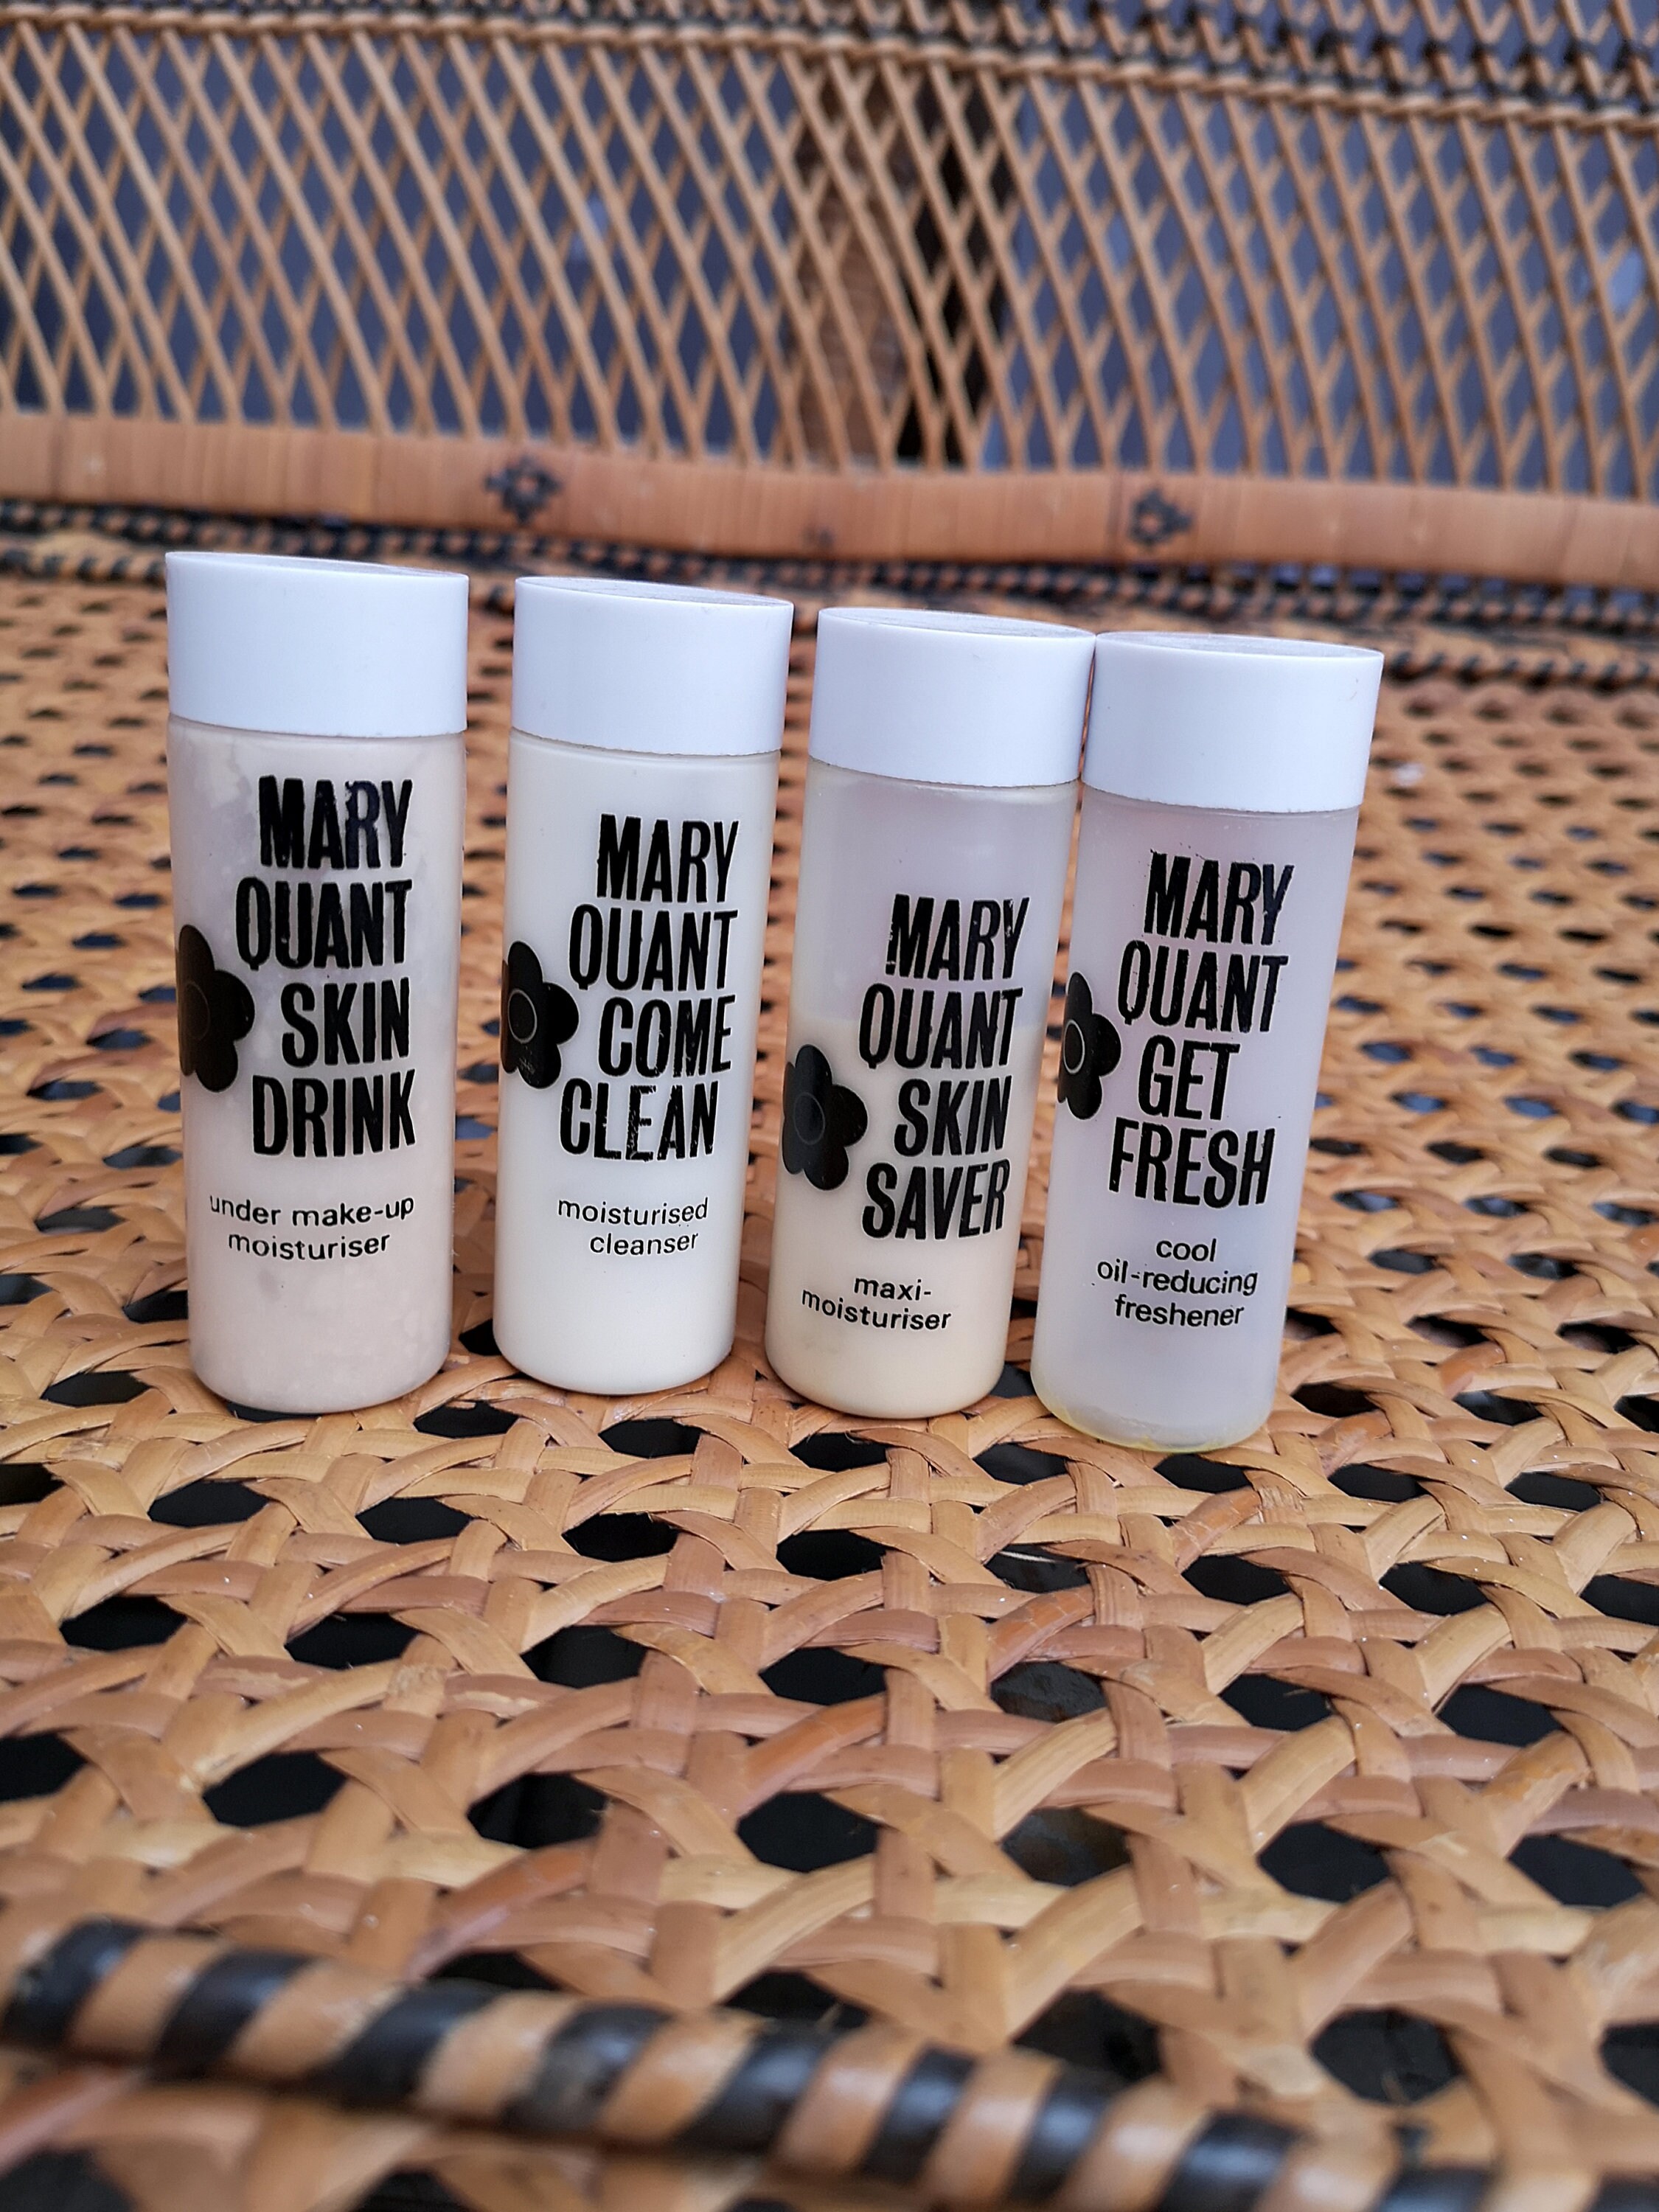 MARY
QUANT
SKIN
DRINK
under make-up
moisturiser
MARY
QUANT
COME
CLEAN
moisturised
cleanser
MARY
QUANT
SKIN
SAVER
maxi-
moisturiser
MARY
QUANT
GET
FRESH
cool
oil-reducing
freshener